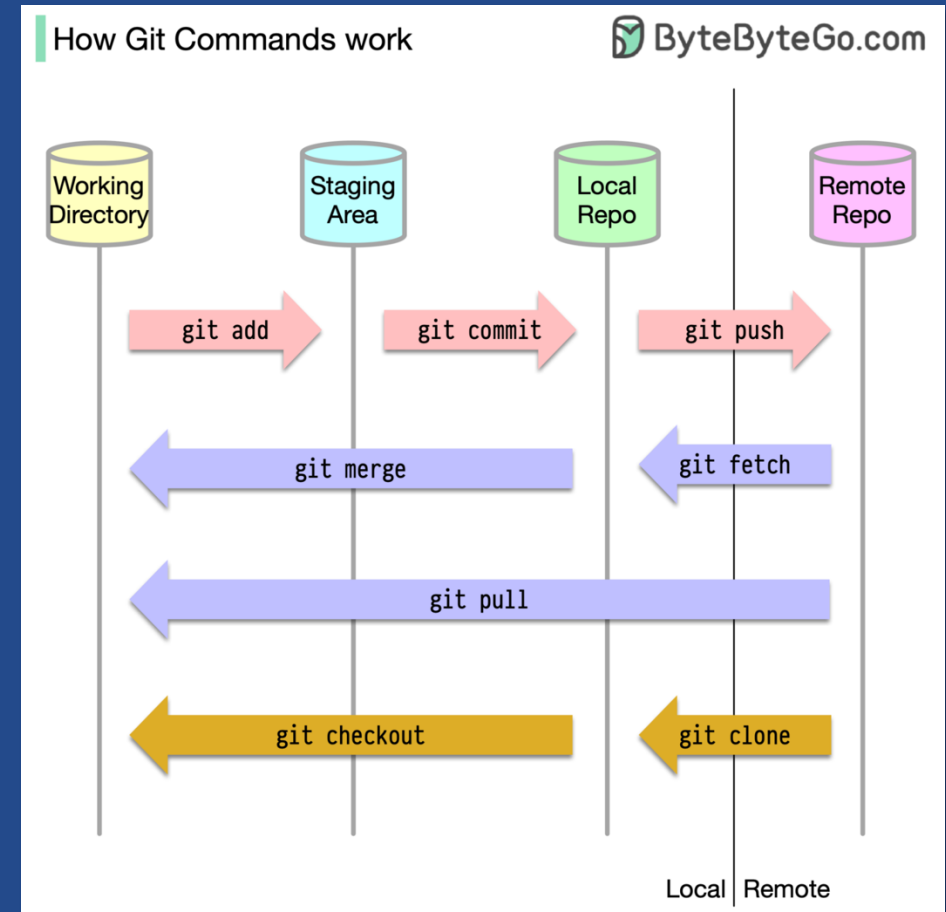 How Git Commands work
ByteByteGo.com
Working
Directory
Staging
Area
Local
Repo
Remote
Repo
git add
git commit
git push
git merge
git fetch
git pull
git checkout
git clone
Local
Remote